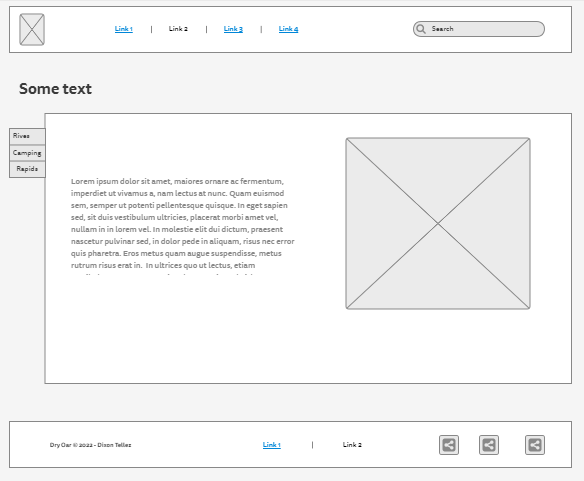 Link 1 | Link 2 | Link 3 | Link 4 Search
Some text
Rives
Camping
Rapids
Lorem ipsum dolor sit amet, maiores ornare ac fermentum,
imperdiet ut vivamus a, nam lectus at nunc. Quam euismod
sem, semper ut potenti pellentesque quisque. In eget sapien
sed, sit duis vestibulum ultricies, placerat morbi amet vel,
nullam in in lorem vel. In molestie elit dui dictum, praesent
nascetur pulvinar sed, in dolor pede in aliquam, risus nec error
quis pharetra. Eros metus quam augue suspendisse, metus
rutrum risus erat in. In ultrices quo ut lectus, etiam
Dry Oar © 2022 - Dixon Tellez Link 1 | Link 2